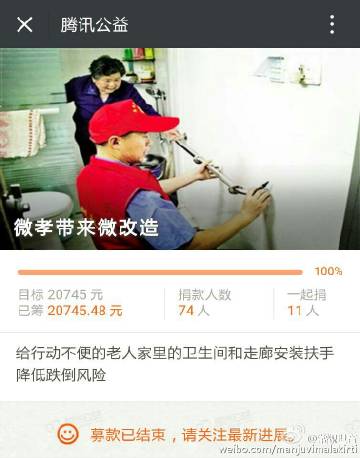 腾讯公益
微孝带来微改造
100%
目标 20745 元
已筹 20745.48 元
捐款人数
74 人
一起捐
11 人
给行动不便的老人家里的卫生间和走廊安装扶手
降低跌倒风险
募款已结束，请关注最新进展。
weibo.com/manjuvimalakirti